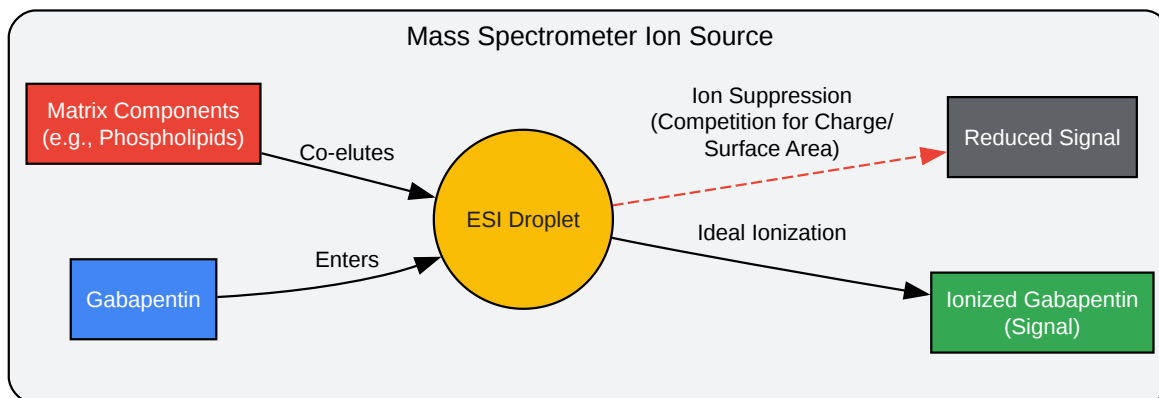 Mass Spectrometer Ion Source
Matrix Components
(e.g., Phospholipids)
Co-elutes
Ion Suppression
(Competition for Charge/
Surface Area)
Reduced Signal
ESI Droplet
Gabapentin
Enters
Ideal Ionization
Ionized Gabapentin
(Signal)